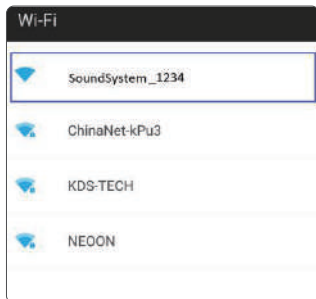 Wi-Fi
SoundSystem_1234
ChinaNet-kPu3
KDS-TECH
NEOON